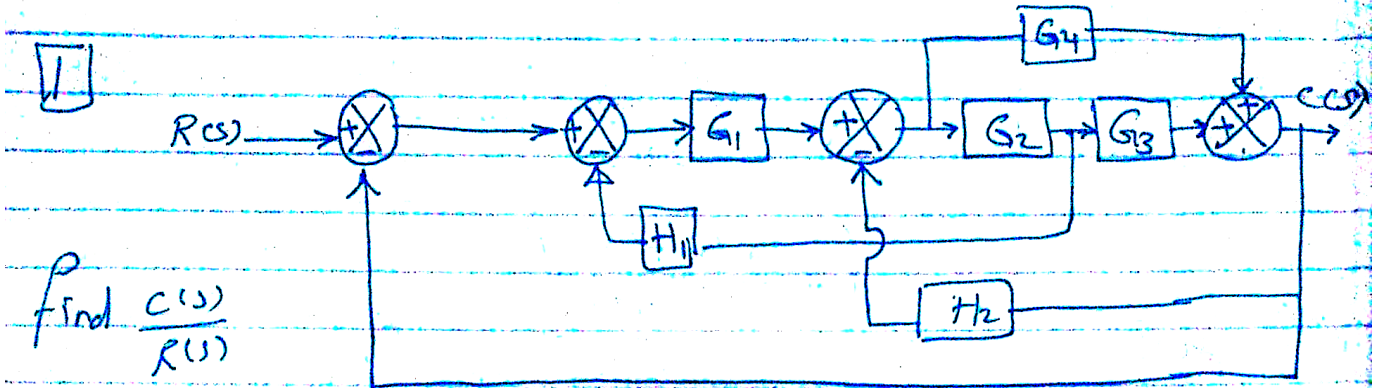 1
G4
R(s) + - + - G1 + - G2 G3 + + C(s)
H1
H2
find C(s)
R(s)